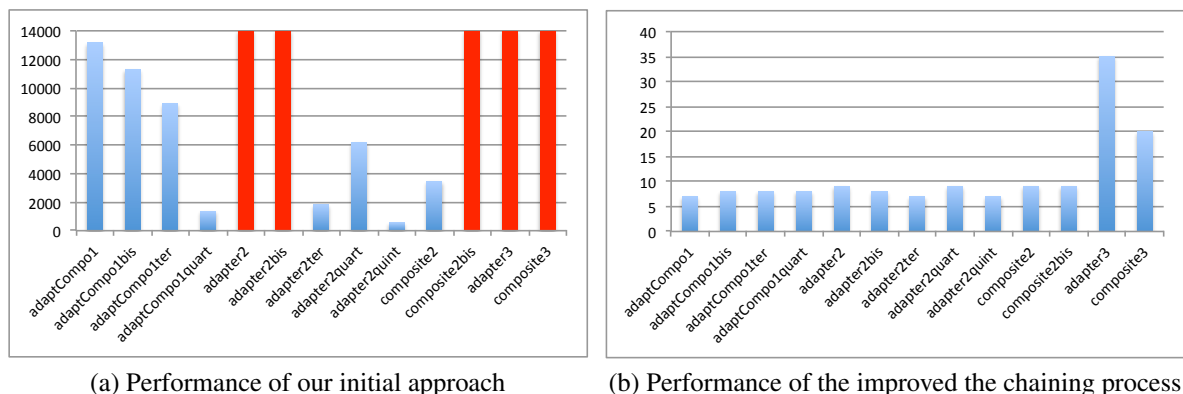 14000
12000
10000
8000
6000
4000
2000
0
adaptCompo1
adaptCompo1bis
adaptCompo1ter
adaptCompo1quart
adapter2
adapter2bis
adapter2ter
adapter2quart
adapter2quint
composite2
composite2bis
adapter3
composite3
(a) Performance of our initial approach
40
35
30
25
20
15
10
5
0
adaptCompo1
adaptCompo1bis
adaptCompo1ter
adaptCompo1quart
adapter2
adapter2bis
adapter2ter
adapter2quart
adapter2quint
composite2
composite2bis
adapter3
composite3
(b) Performance of the improved the chaining process